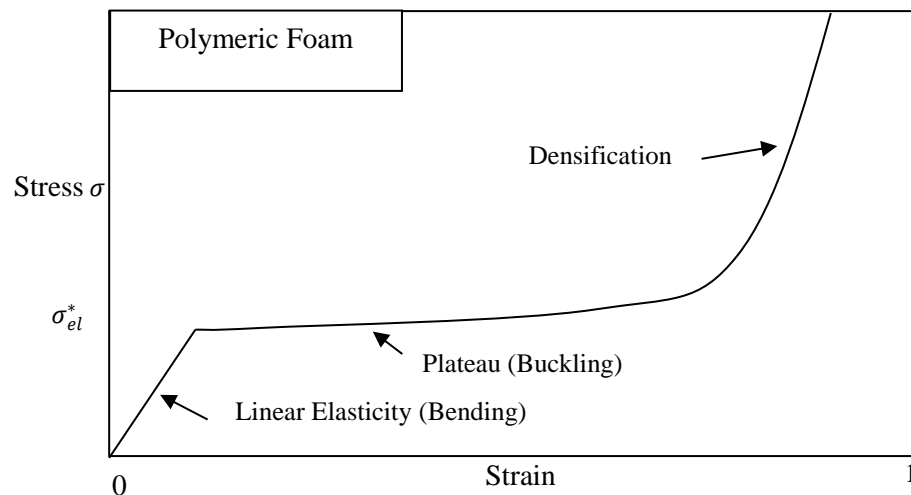 Polymeric Foam
Densification
Stress σ
σ*el
Plateau (Buckling)
Linear Elasticity (Bending)
0
Strain
1